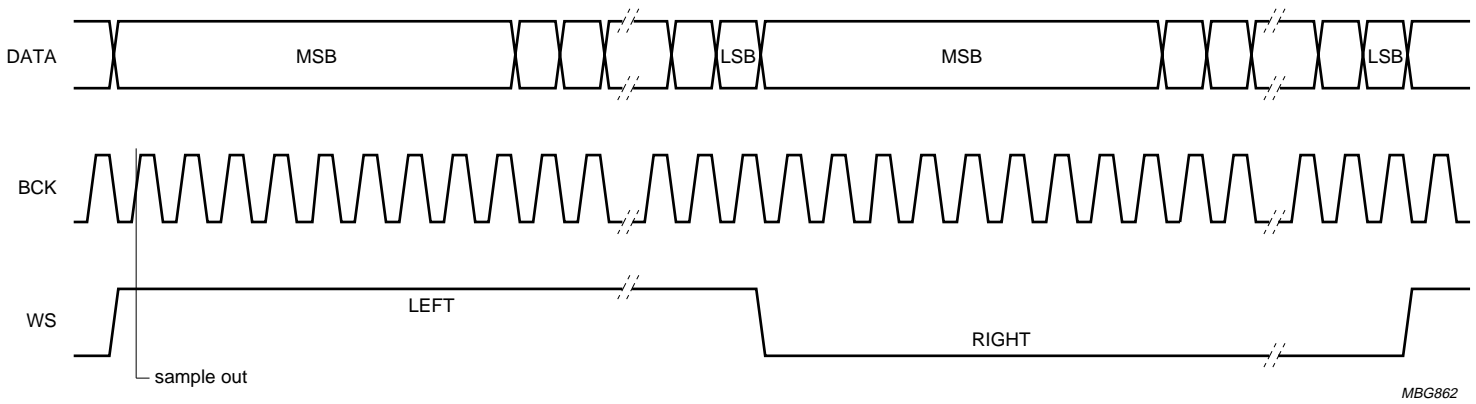 DATA
MSB
LSB
MSB
LSB
BCK
WS
LEFT
RIGHT
sample out
MBG862